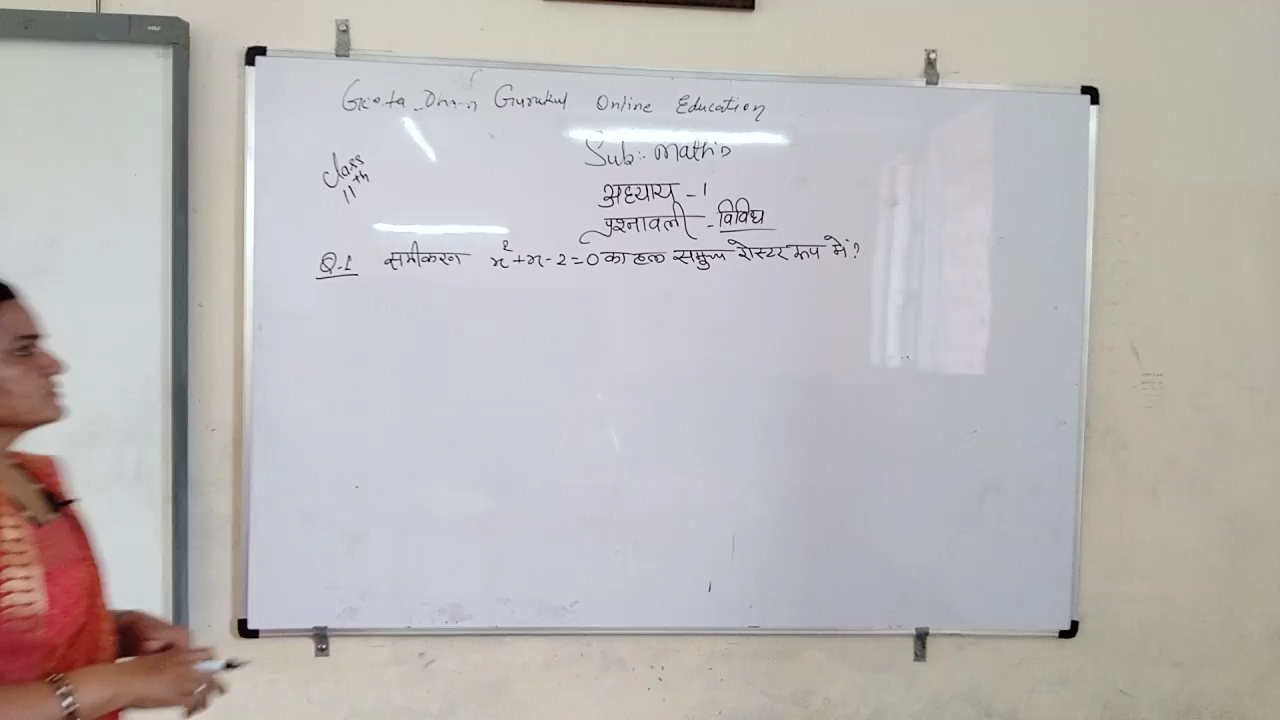 Geeta Dhan Gurukul Online Education
Sub:- Maths
Class
11th
अध्याय - 1
प्रश्नावली - विविध
Q.1 समीकरण x²+x-2=0 का हल समुच्चय रोस्टर रूप में?